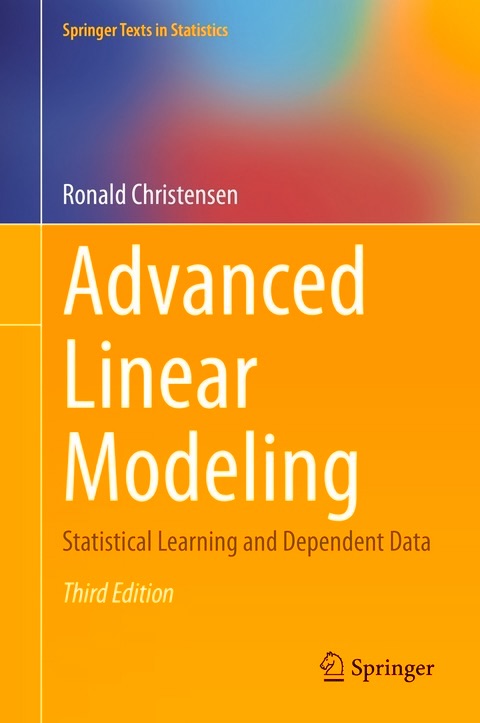 Springer Texts in Statistics
Ronald Christensen
Advanced
Linear
Modeling
Statistical Learning and Dependent Data
Third Edition
Springer